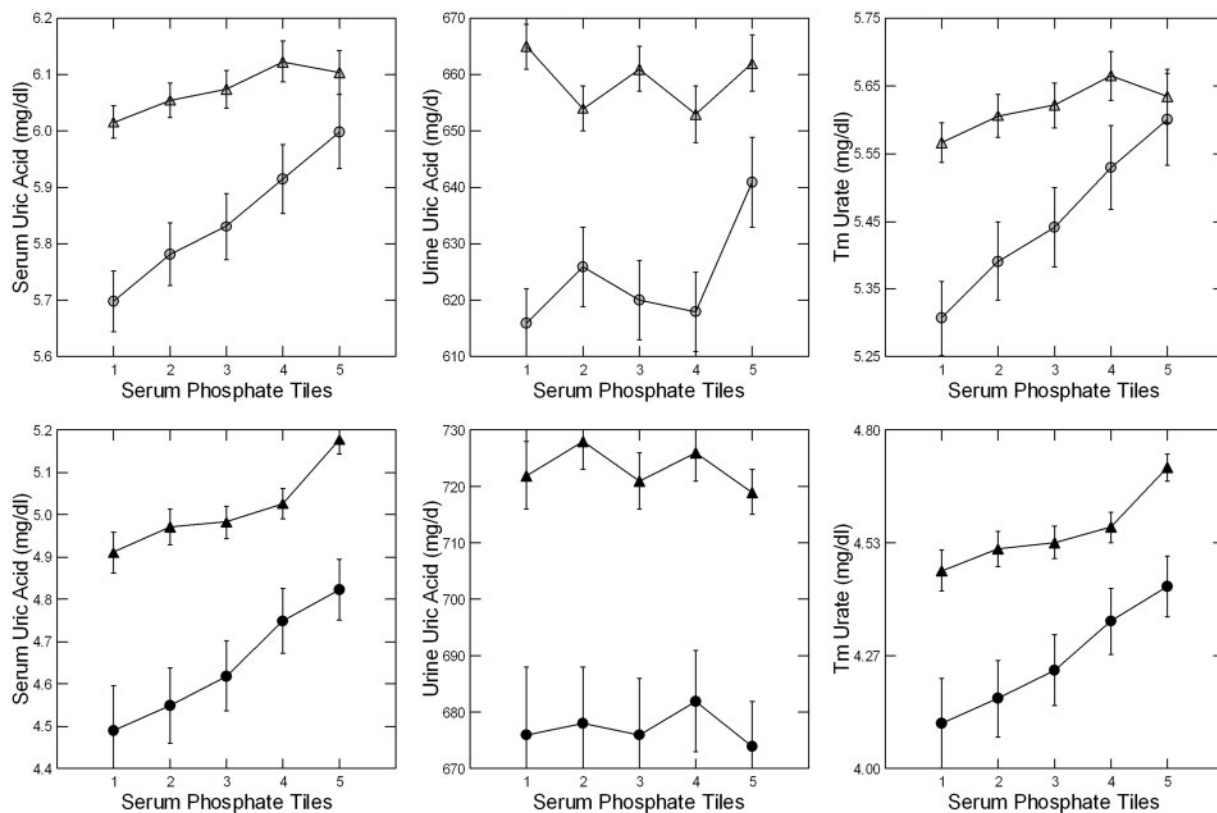 Serum Uric Acid (mg/dl)
6.2
6.1
6.0
5.9
5.8
5.7
5.6
1 2 3 4 5
Serum Phosphate Tiles
Urine Uric Acid (mg/d)
670
660
650
640
630
620
610
1 2 3 4 5
Serum Phosphate Tiles
Tm Urate (mg/dl)
5.75
5.65
5.55
5.45
5.35
5.25
1 2 3 4 5
Serum Phosphate Tiles
Serum Uric Acid (mg/dl)
5.2
5.1
5.0
4.9
4.8
4.7
4.6
4.5
4.4
1 2 3 4 5
Serum Phosphate Tiles
Urine Uric Acid (mg/d)
730
720
710
700
690
680
670
1 2 3 4 5
Serum Phosphate Tiles
Tm Urate (mg/dl)
4.80
4.53
4.27
4.00
1 2 3 4 5
Serum Phosphate Tiles